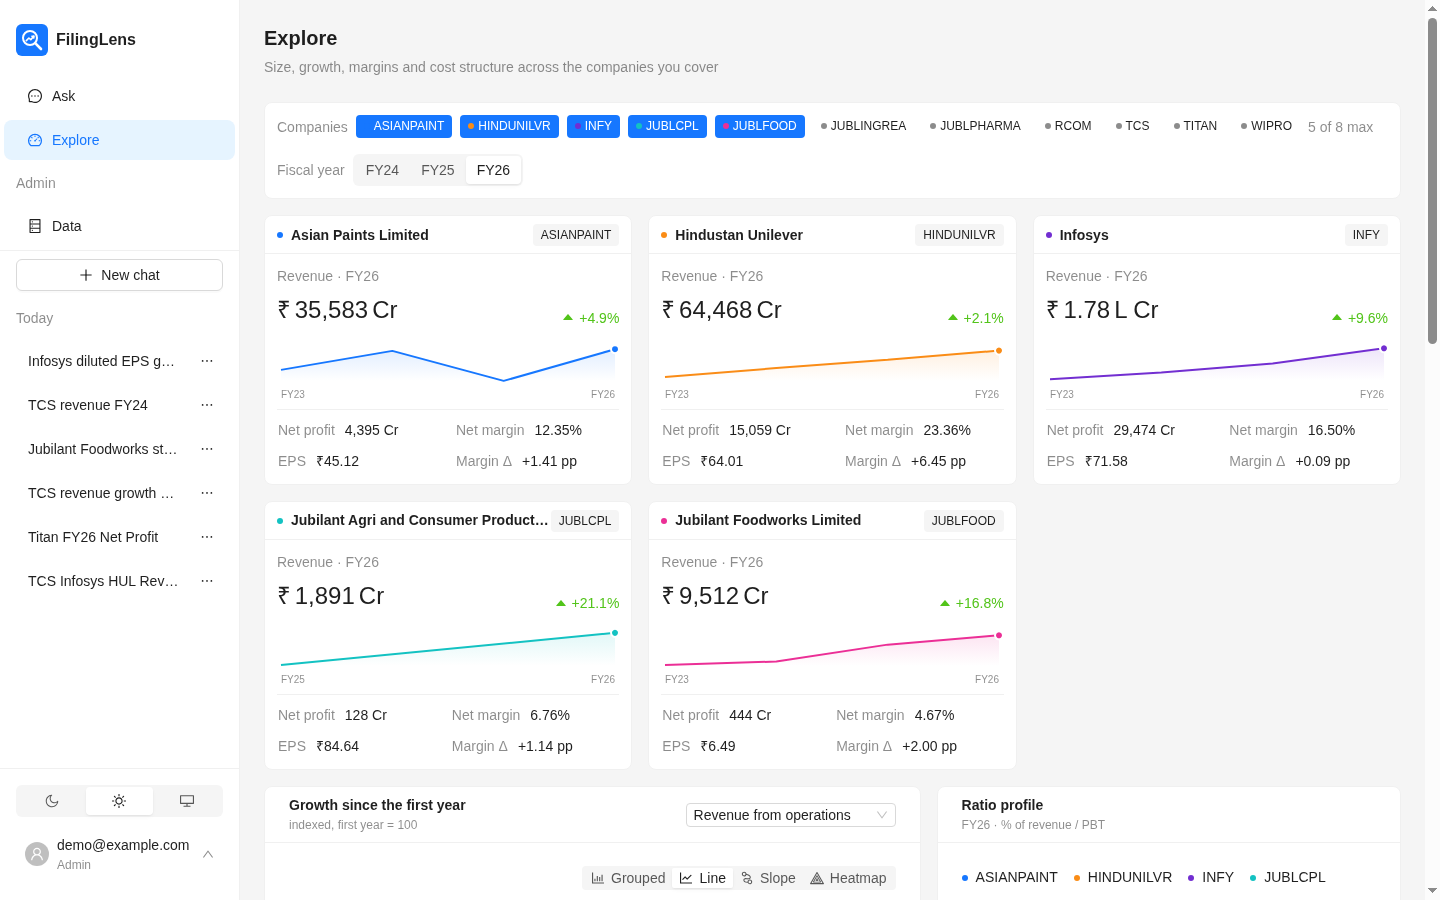 FilingLens
Ask
Explore
Admin
Data
New chat
Today
Infosys diluted EPS g…
TCS revenue FY24
Jubilant Foodworks st…
TCS revenue growth …
Titan FY26 Net Profit
TCS Infosys HUL Rev…
demo@example.com
Admin
Explore
Size, growth, margins and cost structure across the companies you cover
Companies ASIANPAINT HINDUNILVR INFY JUBLCPL JUBLFOOD JUBLINGREA JUBLPHARMA RCOM TCS TITAN WIPRO 5 of 8 max
Fiscal year FY24 FY25 FY26
Asian Paints Limited ASIANPAINT
Revenue · FY26
₹ 35,583 Cr +4.9%
FY23 FY26
Net profit 4,395 Cr Net margin 12.35%
EPS ₹45.12 Margin Δ +1.41 pp
Hindustan Unilever HINDUNILVR
Revenue · FY26
₹ 64,468 Cr +2.1%
FY23 FY26
Net profit 15,059 Cr Net margin 23.36%
EPS ₹64.01 Margin Δ +6.45 pp
Infosys INFY
Revenue · FY26
₹ 1.78 L Cr +9.6%
FY23 FY26
Net profit 29,474 Cr Net margin 16.50%
EPS ₹71.58 Margin Δ +0.09 pp
Jubilant Agri and Consumer Product… JUBLCPL
Revenue · FY26
₹ 1,891 Cr +21.1%
FY25 FY26
Net profit 128 Cr Net margin 6.76%
EPS ₹84.64 Margin Δ +1.14 pp
Jubilant Foodworks Limited JUBLFOOD
Revenue · FY26
₹ 9,512 Cr +16.8%
FY23 FY26
Net profit 444 Cr Net margin 4.67%
EPS ₹6.49 Margin Δ +2.00 pp
Growth since the first year
indexed, first year = 100
Revenue from operations
Grouped Line Slope Heatmap
Ratio profile
FY26 · % of revenue / PBT
ASIANPAINT HINDUNILVR INFY JUBLCPL